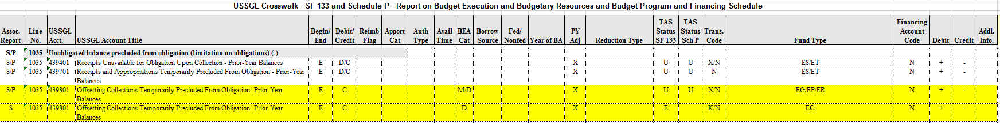 USSGL Crosswalk - SF 133 and Schedule P - Report on Budget Execution and Budgetary Resources and Budget Program and Financing Schedule
Assoc. Report Line No. USSGL Acct. USSGL Account Title Begin/ End Debit/ Credit Reimb Flag Apport Cat Auth Type Avail Time BEA Cat Borrow Source Fed/ Nonfed Year of BA PY Adj Reduction Type TAS Status SF 133 TAS Status Sch P Trans. Code Fund Type Financing Account Code Debit Credit Addl. Info.
S/P 1035 Unobligated balance precluded from obligation (limitation on obligations) (-)
S/P 1035 439401 Receipts Unavailable for Obligation Upon Collection - Prior-Year Balances E D/C X U U X/N ES/ET N + -
S/P 1035 439701 Receipts and Appropriations Temporarily Precluded From Obligation - Prior-Year E D/C X U U N ES/ET N + -
Balances
S/P 1035 439801 Offsetting Collections Temporarily Precluded From Obligation- Prior-Year E C M/D X U U X/N EG/EP/ER N + -
Balances
S 1035 439801 Offsetting Collections Temporarily Precluded From Obligation- Prior-Year E C D X E K/N EG N + -
Balances